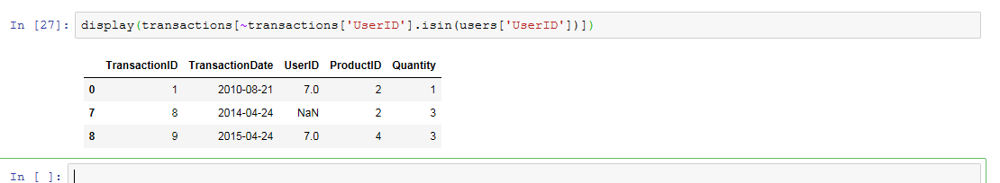 In [27]: display(transactions[~transactions['UserID'].isin(users['UserID'])])
TransactionID TransactionDate UserID ProductID Quantity
0 1 2010-08-21 7.0 2 1
7 8 2014-04-24 NaN 2 3
8 9 2015-04-24 7.0 4 3
In [ ]: